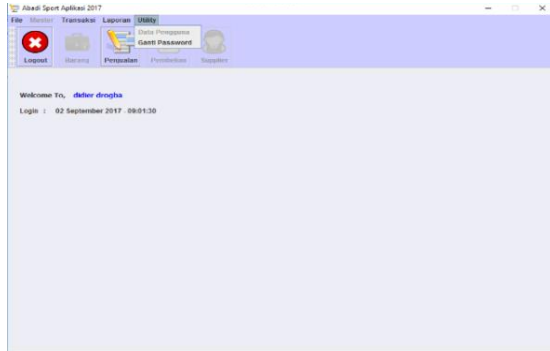 Abadi Sport Aplikasi 2017
File Master Transaksi Laporan Utility
Data Pengguna
Ganti Password
Logout Barang Penjualan Pembelian Supplier
Welcome To, didier drogba
Login : 02 September 2017 - 09:01:30